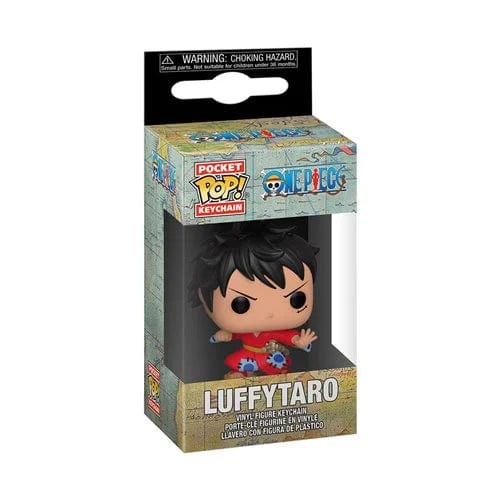 WARNING: CHOKING HAZARD.
Small parts. Not suitable for children under 36 months.
POCKET
POP!
KEYCHAIN
ONE PIECE
LUFFYTARO
VINYL FIGURE KEYCHAIN
PORTE-CLÉ FIGURINE EN VINYLE
LLAVERO CON FIGURA DE PLÁSTICO